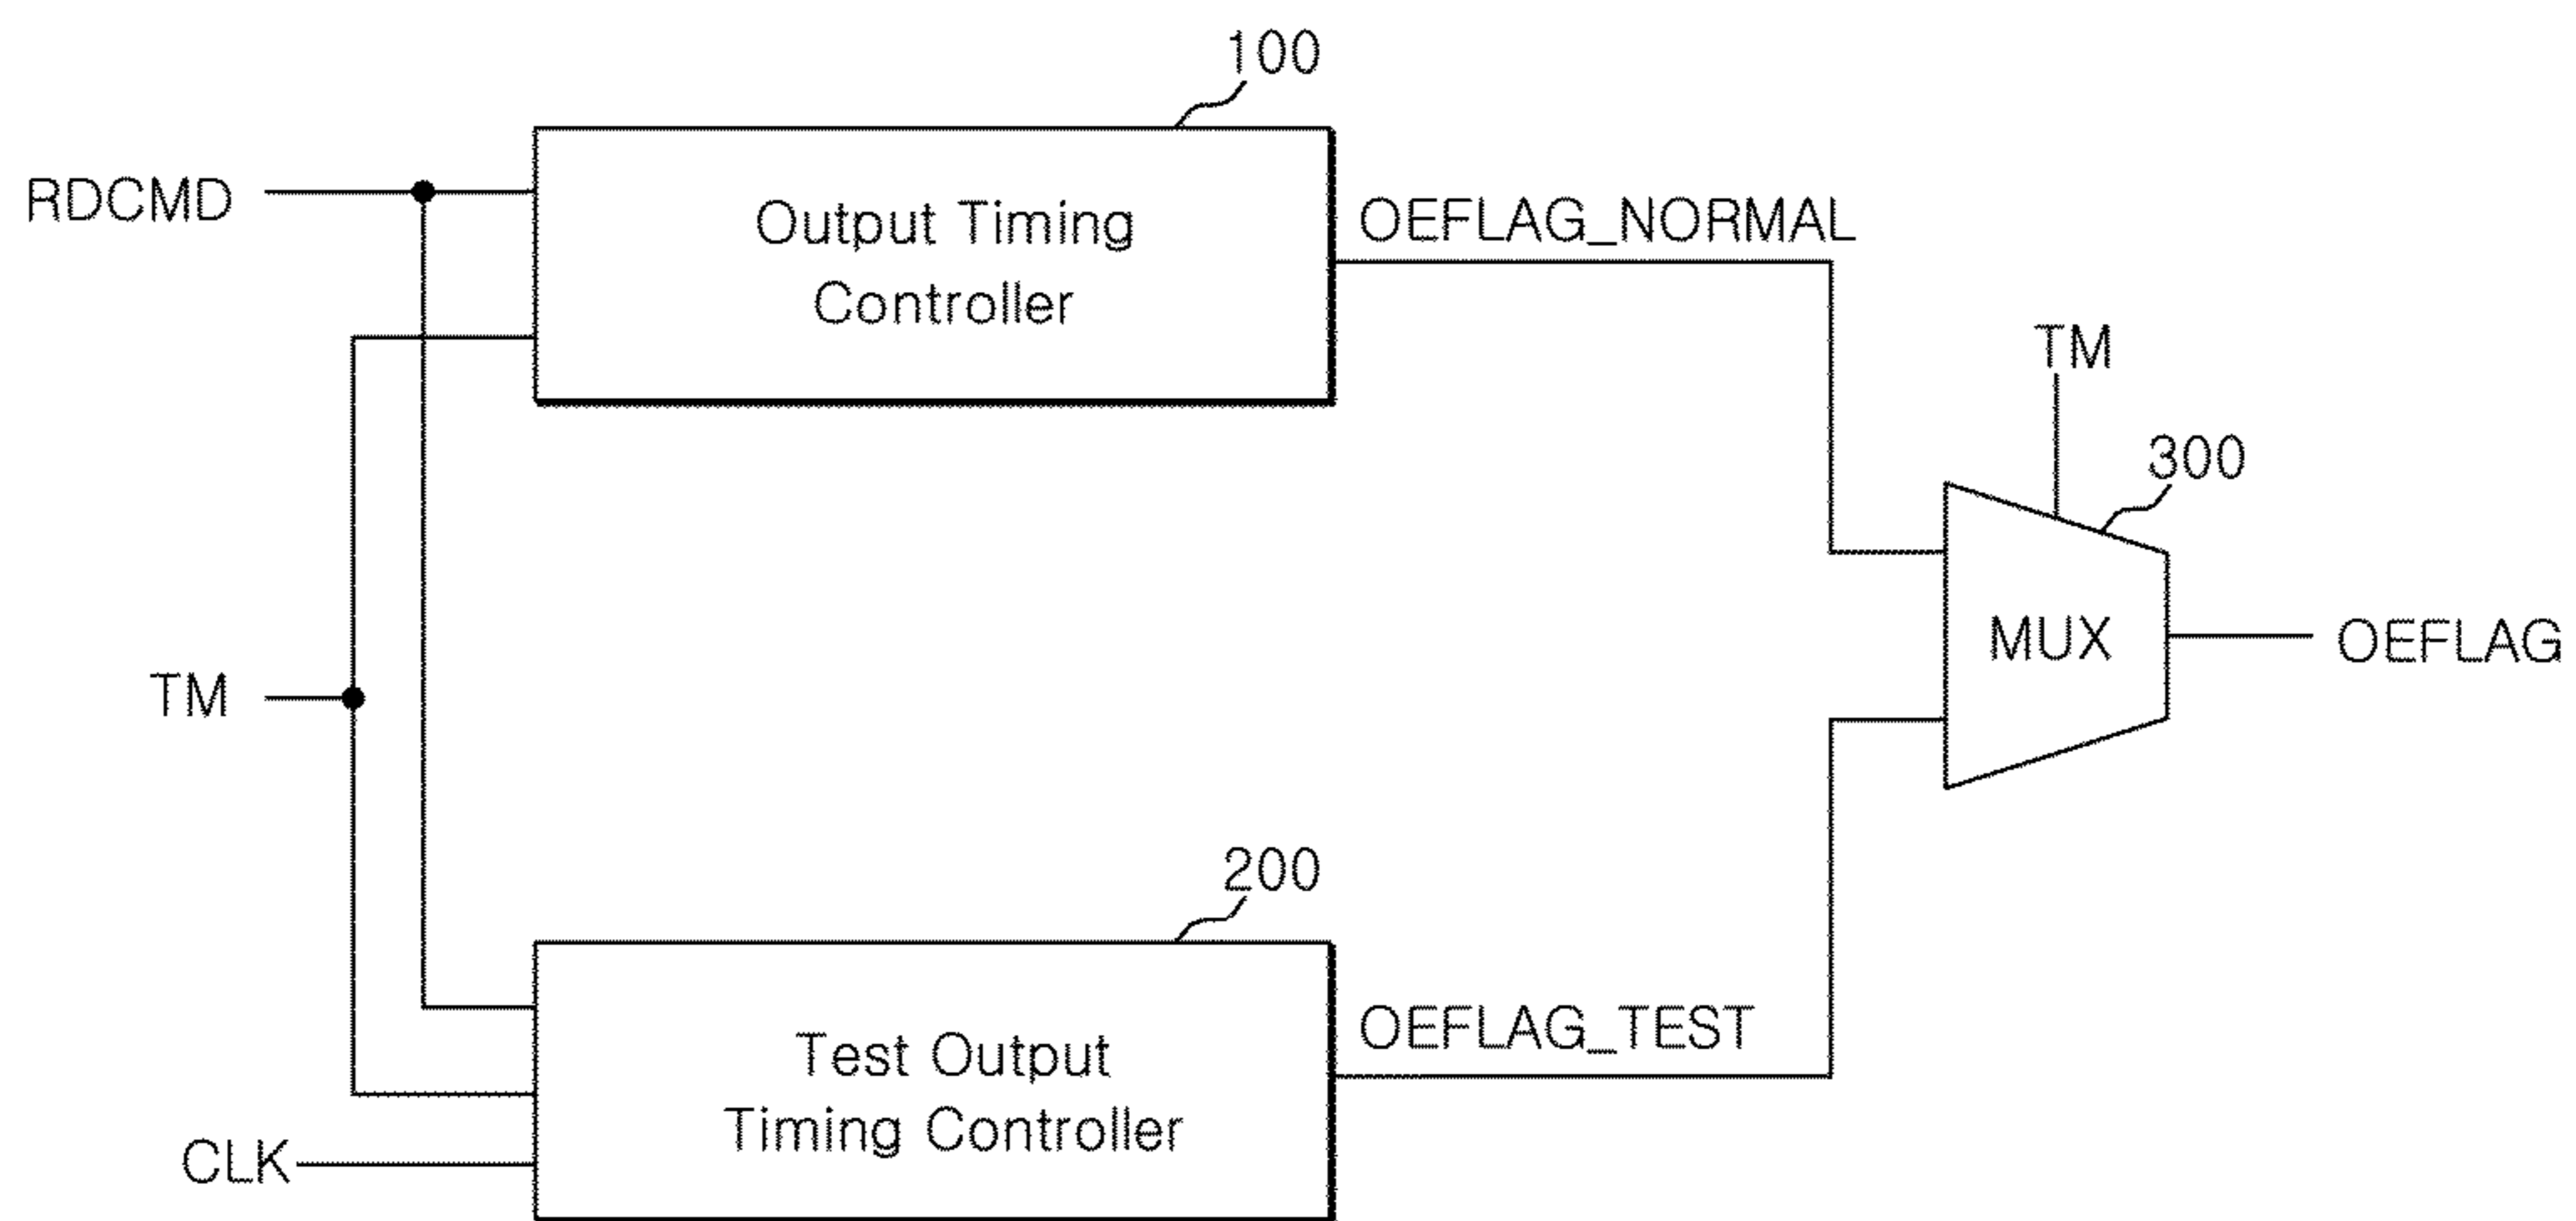 100
RDCMD
Output Timing
Controller
OEFLAG_NORMAL
TM
300
MUX
OEFLAG
TM
200
Test Output
Timing Controller
OEFLAG_TEST
CLK